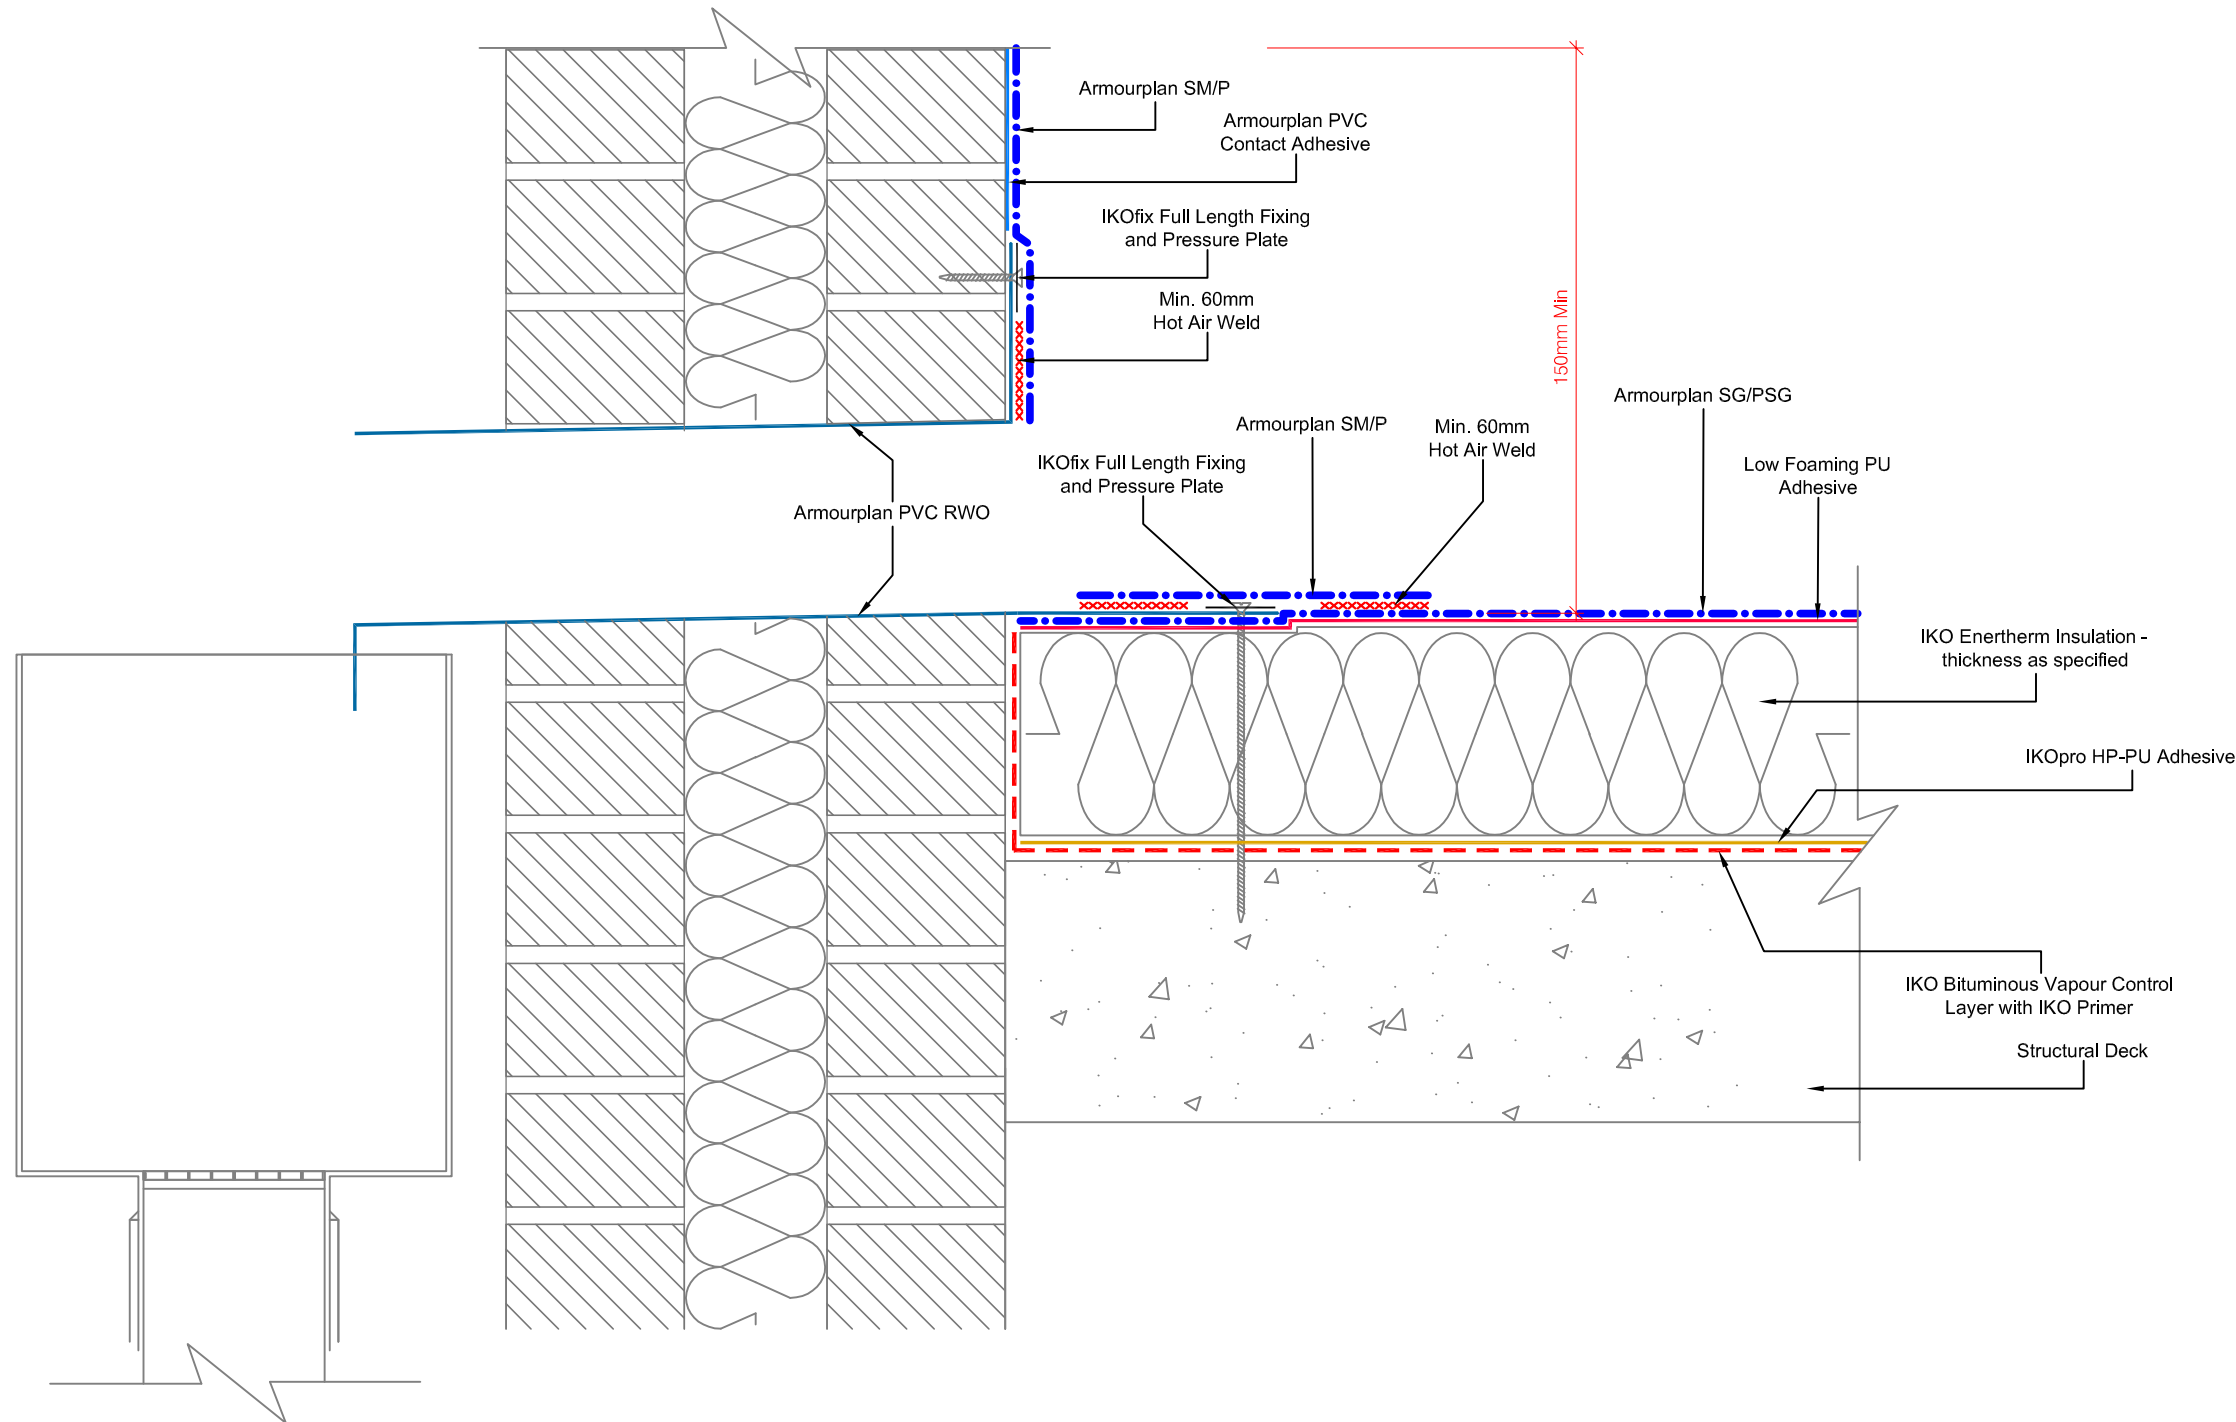 Armourplan SM/P
Armourplan PVC
Contact Adhesive
IKOfix Full Length Fixing
and Pressure Plate
Min. 60mm
Hot Air Weld
150mm Min
Armourplan SG/PSG
Armourplan SM/P
Min. 60mm
Hot Air Weld
IKOfix Full Length Fixing
and Pressure Plate
Low Foaming PU
Adhesive
Armourplan PVC RWO
IKO Enertherm Insulation -
thickness as specified
IKOpro HP-PU Adhesive
IKO Bituminous Vapour Control
Layer with IKO Primer
Structural Deck